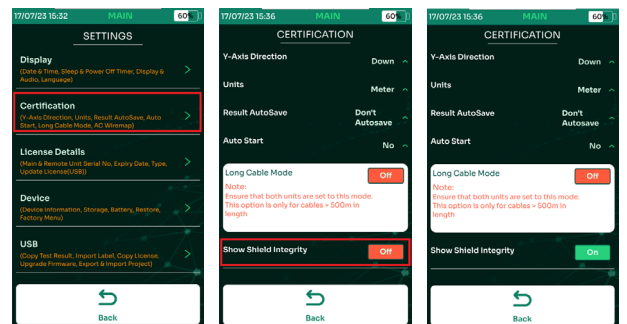 17/07/23 15:32 MAIN 60%
SETTINGS
Display
(Date & Time, Sleep & Power Off Timer, Display &
Audio, Language)
Certification
(Y-Axis Direction, Units, Result AutoSave, Auto
Start, Long Cable Mode, AC Wiremap)
License Details
(Main & Remote Unit Serial No, Expiry Date, Type,
Update License(USB))
Device
(Device Information, Storage, Battery, Restore,
Factory Menu)
USB
(Copy Test Result, Import Label, Copy License,
Upgrade Firmware, Export & Import Project)
Back
17/07/23 15:36 MAIN 60%
CERTIFICATION
Y-Axis Direction
Down
Units
Meter
Result AutoSave
Don't
Autosave
Auto Start
No
Long Cable Mode
Off
Note:
Ensure that both units are set to this mode.
This option is only for cables > 500m in
length
Show Shield Integrity
Off
Back
17/07/23 15:36 MAIN 60%
CERTIFICATION
Y-Axis Direction
Down
Units
Meter
Result AutoSave
Don't
Autosave
Auto Start
No
Long Cable Mode
Off
Note:
Ensure that both units are set to this mode.
This option is only for cables > 500m in
length
Show Shield Integrity
On
Back